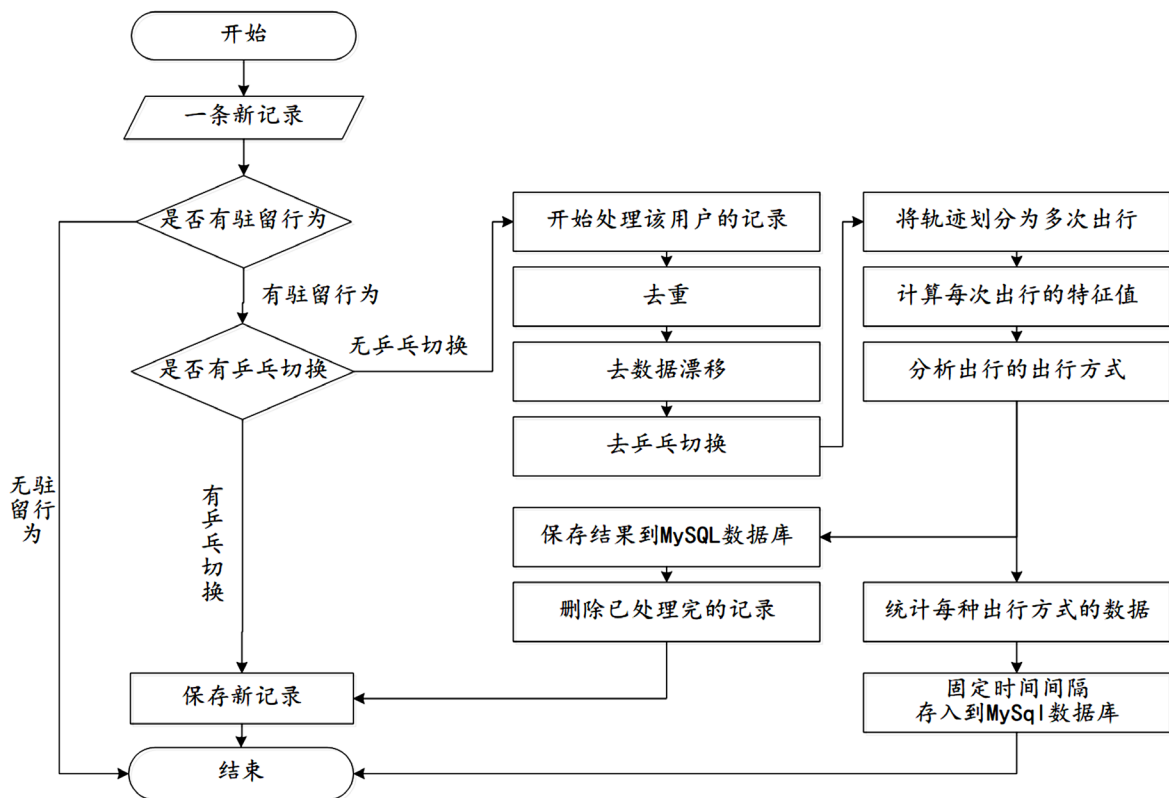 开始
一条新记录
是否有驻留行为
有驻留行为
是否有乒乓切换
无乒乓切换
无驻
留行
为
有
乒
乓
切
换
保存新记录
结束
开始处理该用户的记录
去重
去数据漂移
去乒乓切换
保存结果到MySQL数据库
删除已处理完的记录
将轨迹划分为多次出行
计算每次出行的特征值
分析出行的出行方式
统计每种出行方式的数据
固定时间间隔
存入到MySql数据库